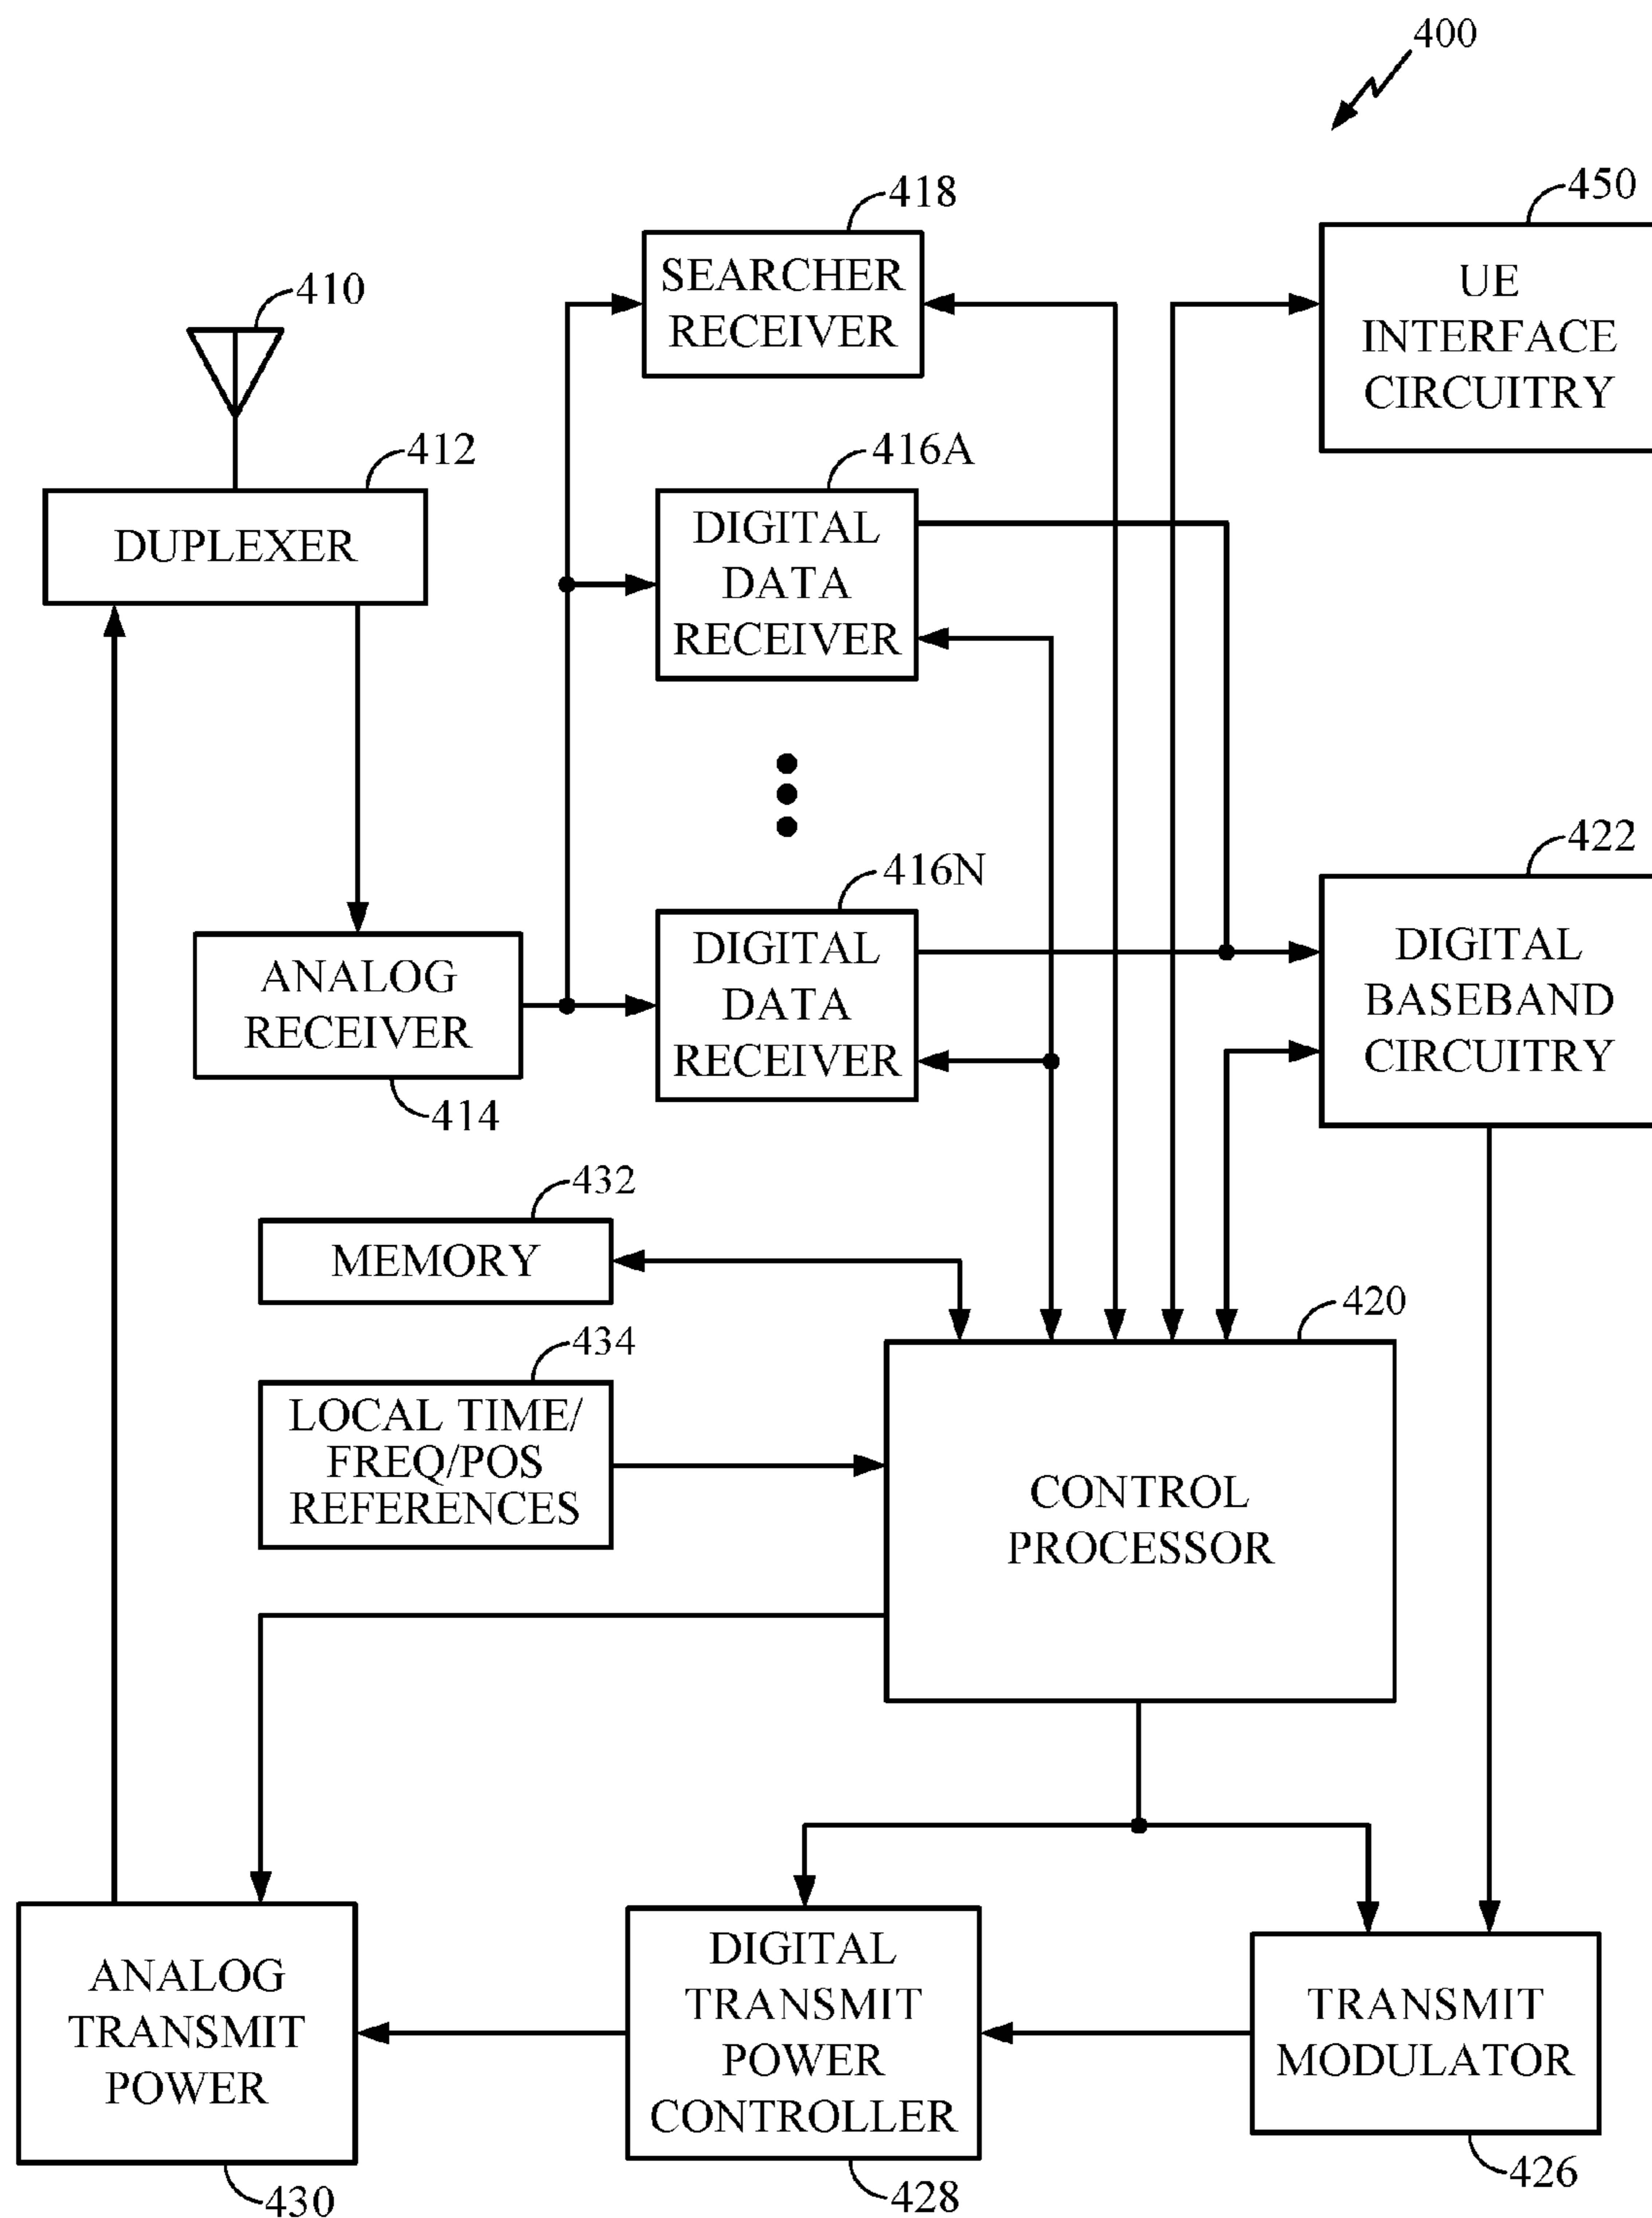 400
418
SEARCHER
RECEIVER
450
UE
INTERFACE
CIRCUITRY
410
412
DUPLEXER
416A
DIGITAL
DATA
RECEIVER
416N
DIGITAL
DATA
RECEIVER
422
DIGITAL
BASEBAND
CIRCUITRY
ANALOG
RECEIVER
414
432
MEMORY
434
LOCAL TIME/
FREQ/POS
REFERENCES
420
CONTROL
PROCESSOR
ANALOG
TRANSMIT
POWER
430
DIGITAL
TRANSMIT
POWER
CONTROLLER
428
TRANSMIT
MODULATOR
426